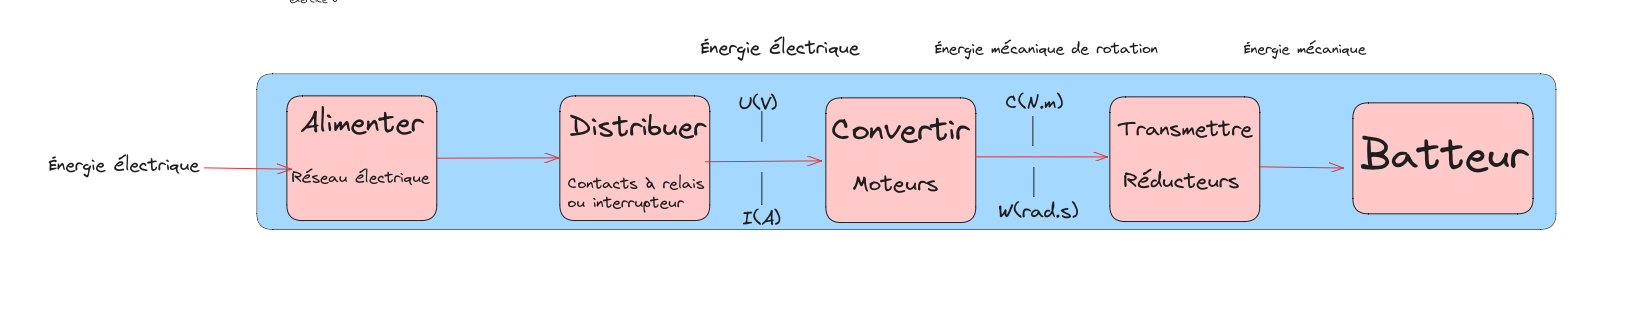 Énergie électrique
Énergie mécanique de rotation
Énergie mécanique
Énergie électrique
Alimenter
Réseau électrique
Distribuer
Contacts à relais
ou interrupteur
U(V)
I(A)
Convertir
Moteurs
C(N.m)
W(rad.s)
Transmettre
Réducteurs
Batteur